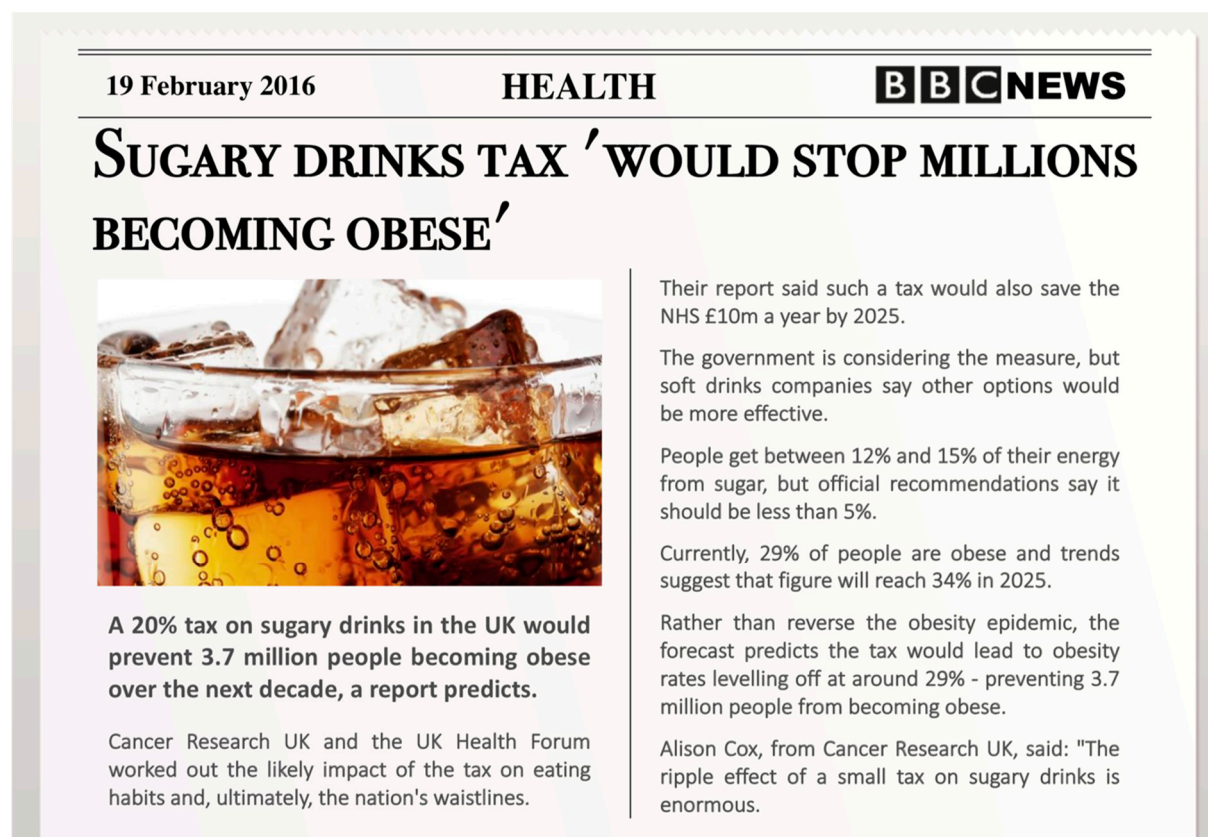 19 February 2016
HEALTH
BBC NEWS
SUGARY DRINKS TAX 'WOULD STOP MILLIONS
BECOMING OBESE'
A 20% tax on sugary drinks in the UK would
prevent 3.7 million people becoming obese
over the next decade, a report predicts.
Cancer Research UK and the UK Health Forum
worked out the likely impact of the tax on eating
habits and, ultimately, the nation's waistlines.
Their report said such a tax would also save the
NHS £10m a year by 2025.
The government is considering the measure, but
soft drinks companies say other options would
be more effective.
People get between 12% and 15% of their energy
from sugar, but official recommendations say it
should be less than 5%.
Currently, 29% of people are obese and trends
suggest that figure will reach 34% in 2025.
Rather than reverse the obesity epidemic, the
forecast predicts the tax would lead to obesity
rates levelling off at around 29% - preventing 3.7
million people from becoming obese.
Alison Cox, from Cancer Research UK, said: "The
ripple effect of a small tax on sugary drinks is
enormous.